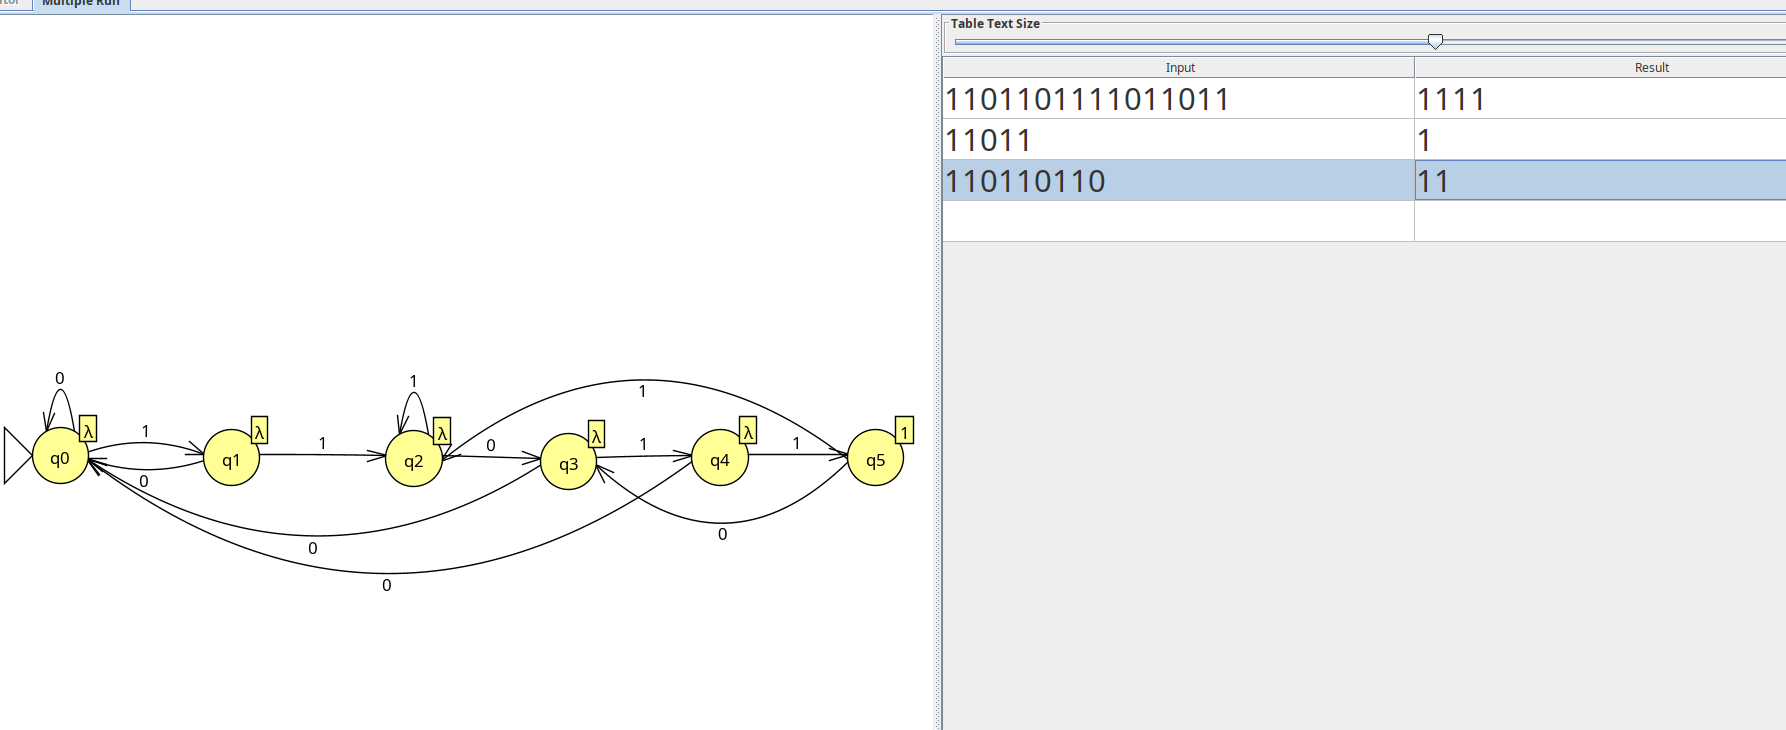 Multiple Run
Table Text Size
Input Result
1101101111011011 1111
11011 1
110110110 11
0 1
1 λ λ λ λ λ 1
1 1 0 1 1
q0 q1 q2 q3 q4 q5
0
0
0
0